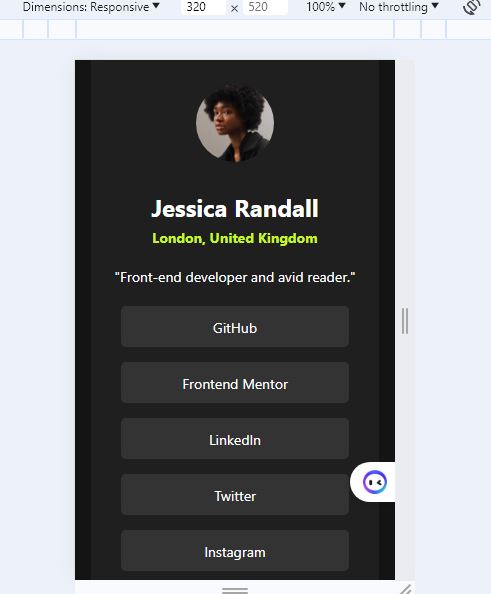 Dimensions: Responsive ▼ 320 × 520 100% ▼ No throttling ▼
Jessica Randall
London, United Kingdom
"Front-end developer and avid reader."
GitHub
Frontend Mentor
LinkedIn
Twitter
Instagram